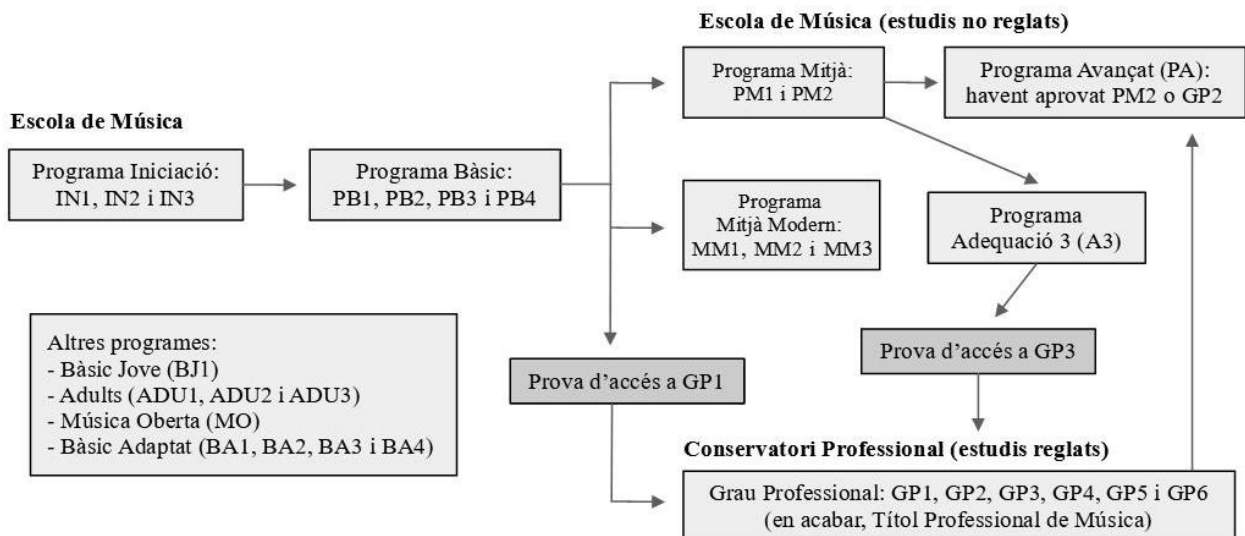 Escola de Música (estudis no reglats)
Programa Mitjà:
PM1 i PM2
Programa Avançat (PA):
havent aprovat PM2 o GP2
Escola de Música
Programa Iniciació:
IN1, IN2 i IN3
Programa Bàsic:
PB1, PB2, PB3 i PB4
Programa
Mitjà Modern:
MM1, MM2 i MM3
Programa
Adequació 3 (A3)
Altres programes:
- Bàsic Jove (BJ1)
- Adults (ADU1, ADU2 i ADU3)
- Música Oberta (MO)
- Bàsic Adaptat (BA1, BA2, BA3 i BA4)
Prova d’accés a GP1
Prova d’accés a GP3
Conservatori Professional (estudis reglats)
Grau Professional: GP1, GP2, GP3, GP4, GP5 i GP6
(en acabar, Títol Professional de Música)